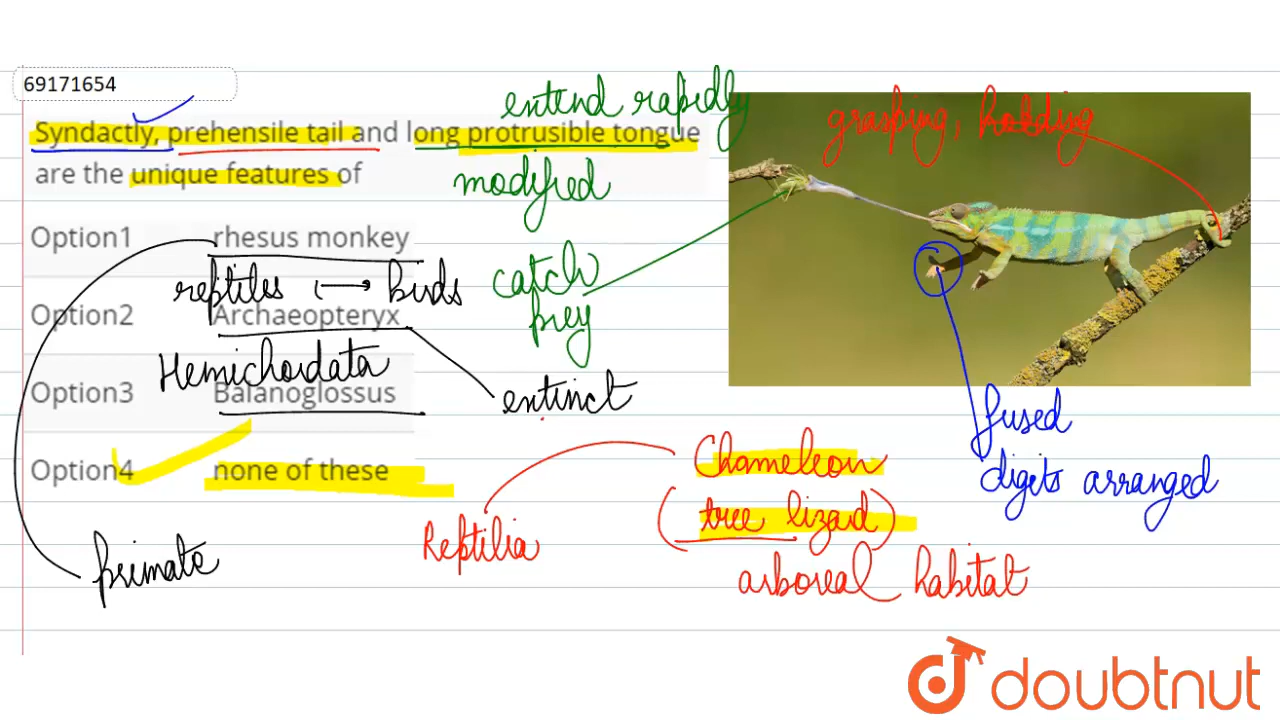 69171654
Syndactly, prehensile tail and long protrusible tongue
are the unique features of
Option1 rhesus monkey
Option2 Archaeopteryx
Option3 Balanoglossus
Option4 none of these
extend rapidly
modified
catch
prey
grasping, holding
reptiles → birds
Hemichordata
extinct
primate
Chameleon
(tree lizard)
Reptilia
arboreal habitat
fused
digits arranged
doubtnut